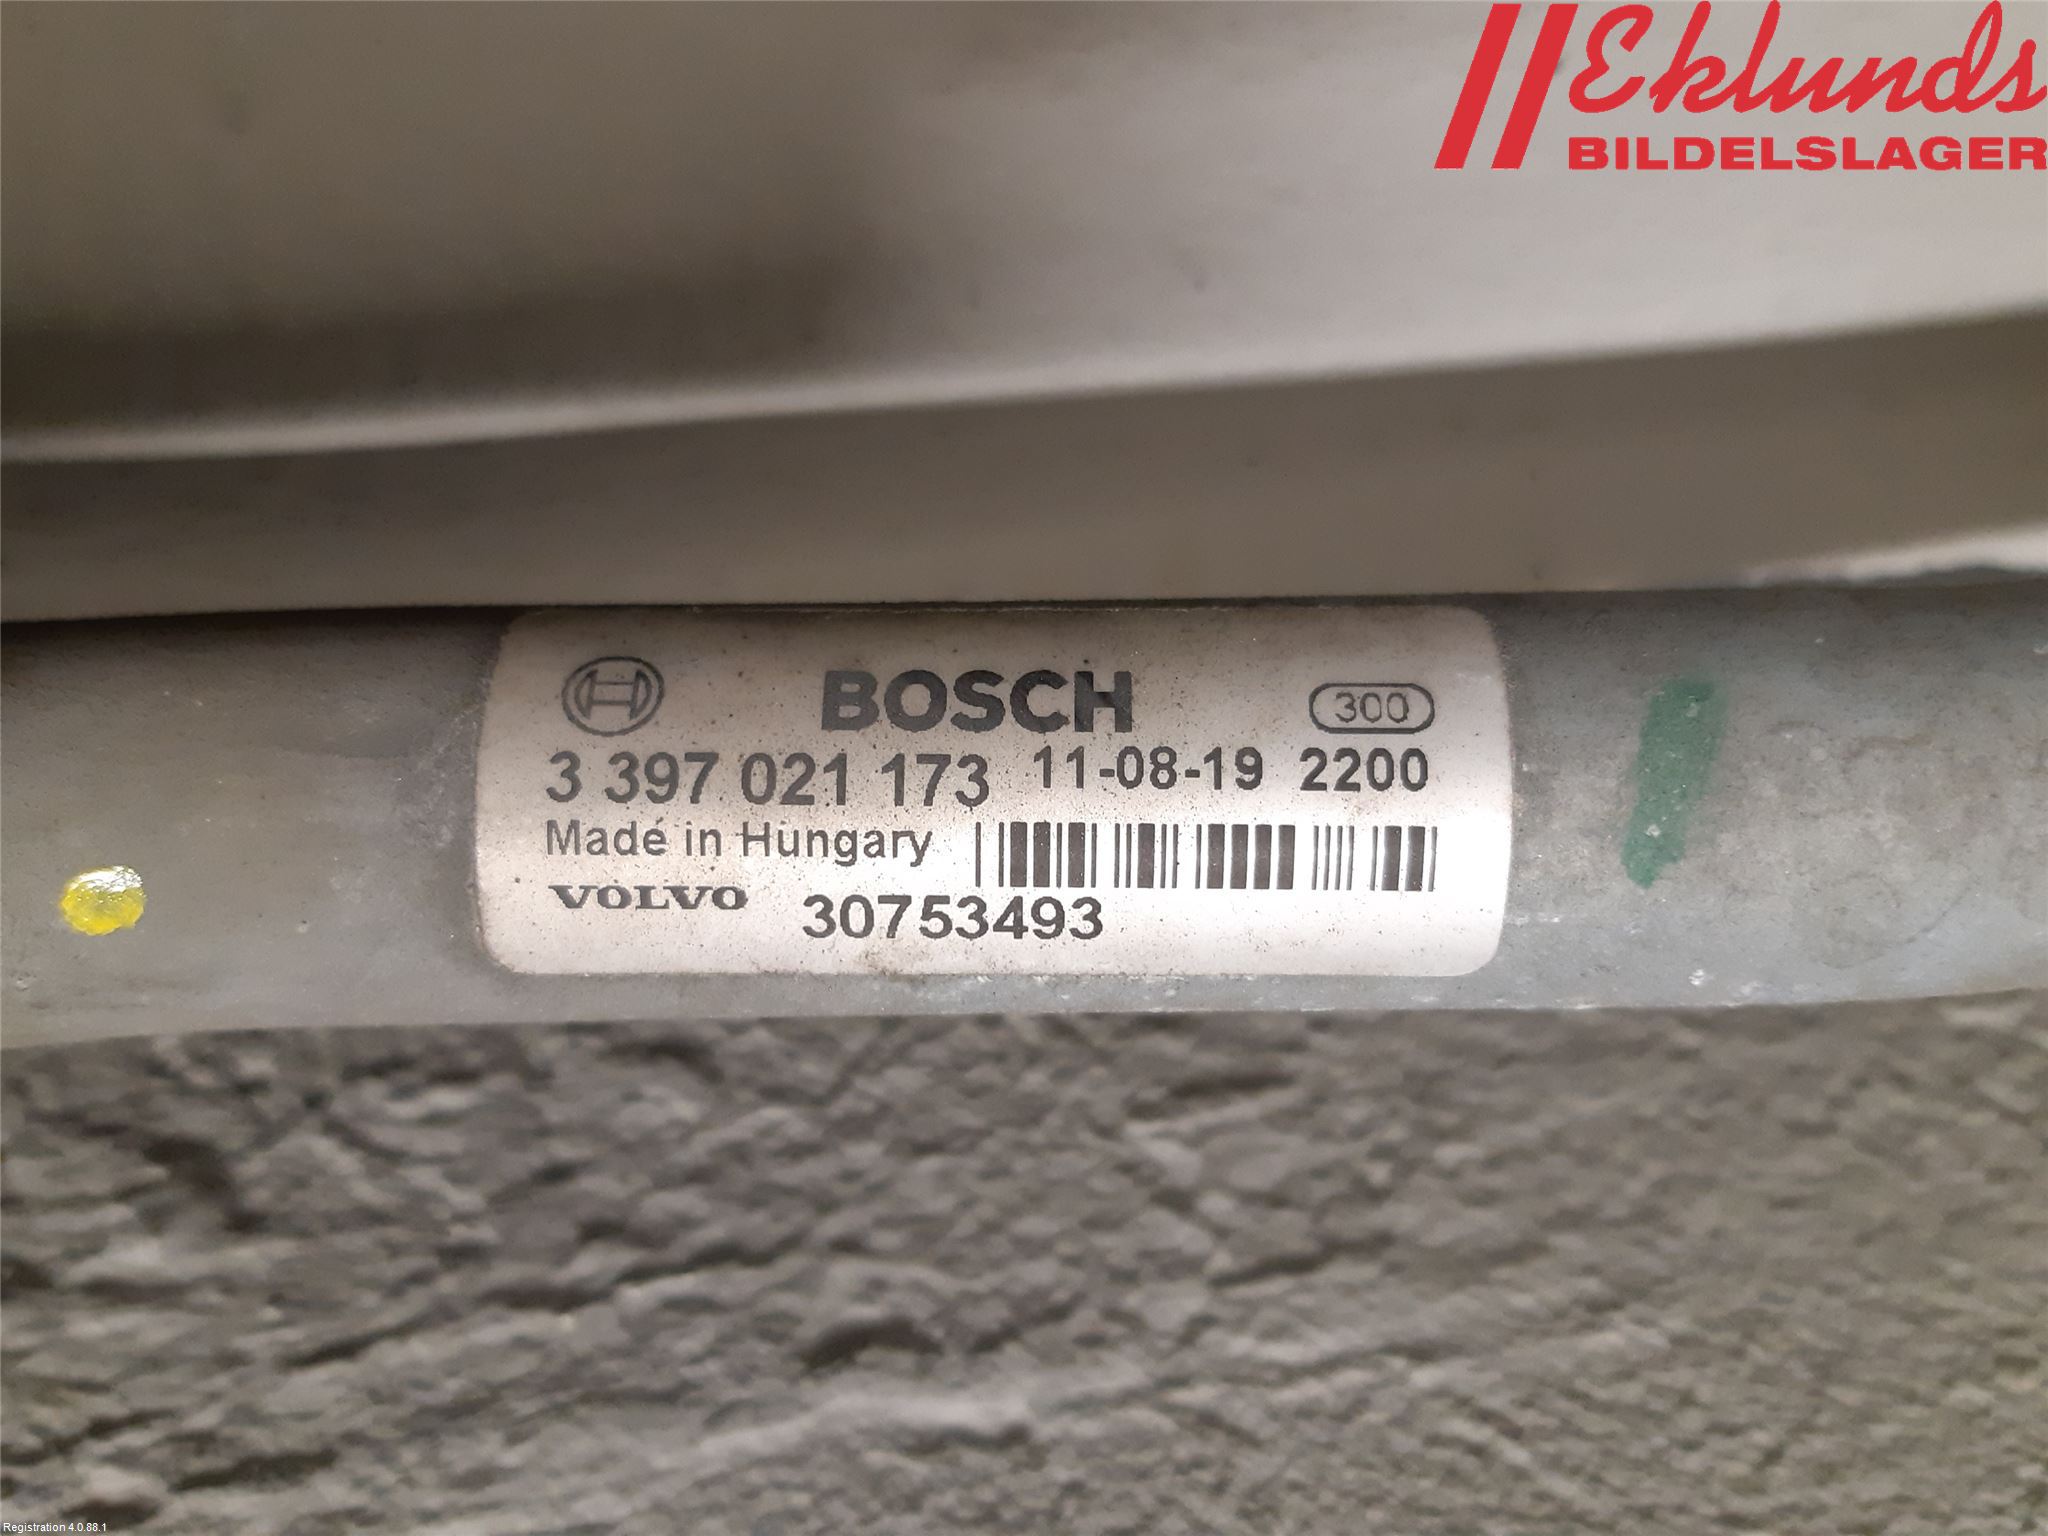 Eklunds
BILDELSLAGER
BOSCH 300
3 397 021 173 11-08-19 2200
Made in Hungary
VOLVO 30753493
Registration 4.0.88.1